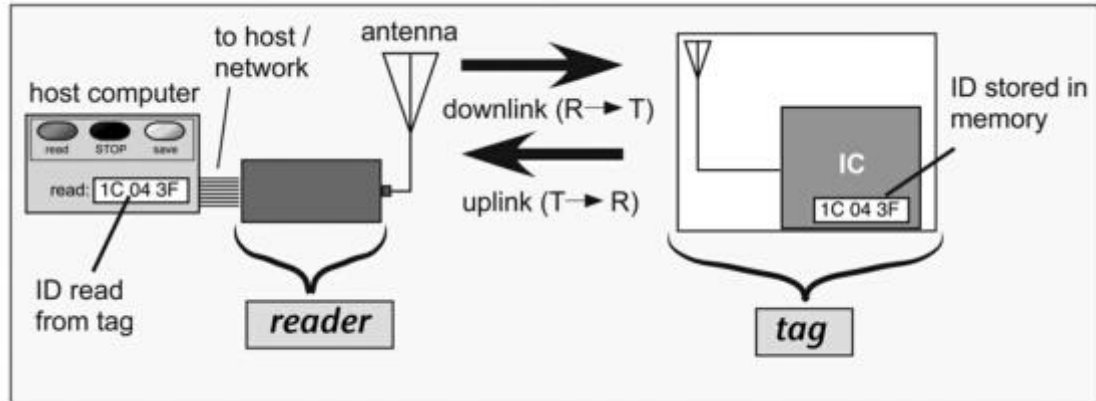 to host /
network
antenna
host computer
read STOP save
read: 1C 04 3F
ID read
from tag
reader
downlink (R→ T)
uplink (T→ R)
IC
1C 04 3F
ID stored in
memory
tag